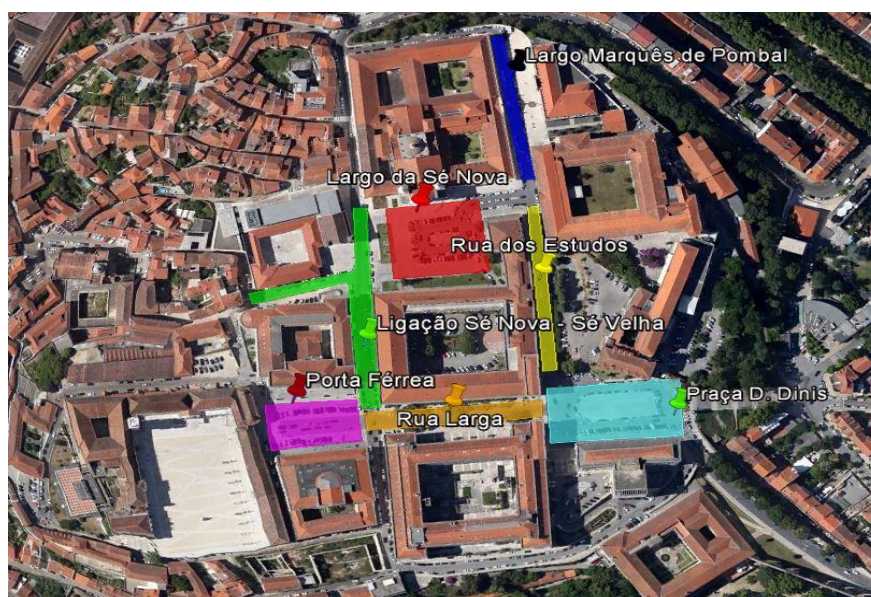 Largo Marquês de Pombal
Largo da Sé Nova
Rua dos Estudos
Ligação Sé Nova - Sé Velha
Porta Férrea
Praça D. Dinis
Rua Larga